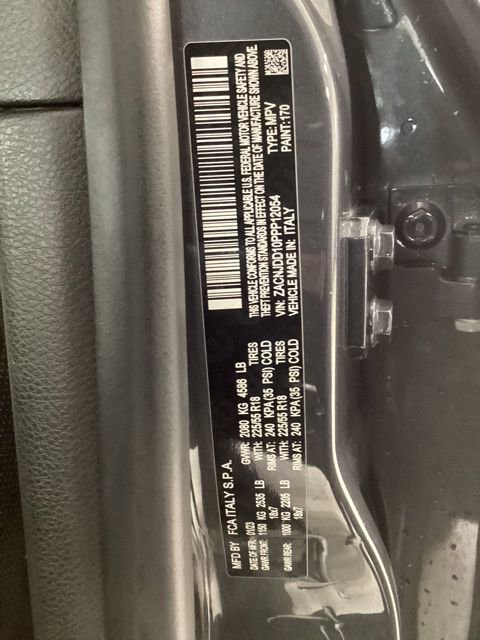 MFD BY FCA ITALY S.P.A.
DATE OF MFR: 01/23 GVWR: 2080 KG 4586 LB
GAWR FRONT: 1150 KG 2535 LB WITH: 225/55 R18 TIRES
18x7 RIMS AT: 240 KPA(35 PSI) COLD
GAWR REAR: 1000 KG 2205 LB WITH: 225/55 R18 TIRES
18x7 RIMS AT: 240 KPA(35 PSI) COLD
THIS VEHICLE CONFORMS TO ALL APPLICABLE U.S. FEDERAL MOTOR VEHICLE SAFETY AND
THEFT PREVENTION STANDARDS IN EFFECT ON THE DATE OF MANUFACTURE SHOWN ABOVE.
VIN: ZACNJDD10PPP12054 TYPE: MPV
VEHICLE MADE IN: ITALY PAINT: 170